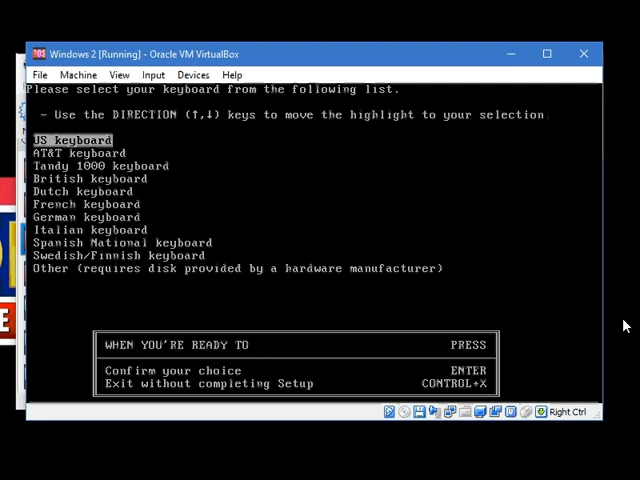 Windows 2 [Running] - Oracle VM VirtualBox
File Machine View Input Devices Help
Please select your keyboard from the following list.
- Use the DIRECTION (↑,↓) keys to move the highlight to your selection.
US keyboard
AT&T keyboard
Tandy 1000 keyboard
British keyboard
Dutch keyboard
French keyboard
German keyboard
Italian keyboard
Spanish National keyboard
Swedish/Finnish keyboard
Other (requires disk provided by a hardware manufacturer)
WHEN YOU'RE READY TO PRESS
Confirm your choice ENTER
Exit without completing Setup CONTROL+X
Right Ctrl